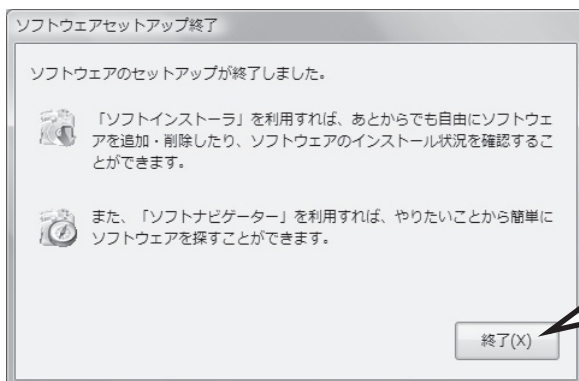 ソフトウェアセットアップ終了
ソフトウェアのセットアップが終了しました。
「ソフトインストーラ」を利用すれば、あとからでも自由にソフトウェ
アを追加・削除したり、ソフトウェアのインストール状況を確認するこ
とができます。
また、「ソフトナビゲーター」を利用すれば、やりたいことから簡単に
ソフトウェアを探すことができます。
終了(X)